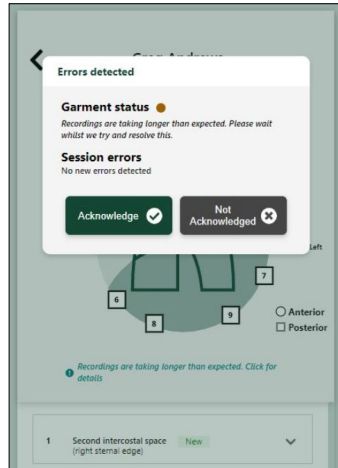 Errors detected
Garment status
Recordings are taking longer than expected. Please wait
whilst we try and resolve this.
Session errors
No new errors detected
Acknowledge
Not
Acknowledged
Left
7
6
9
8
Anterior
Posterior
Recordings are taking longer than expected. Click for
details
1 Second intercostal space New
(right sternal edge)